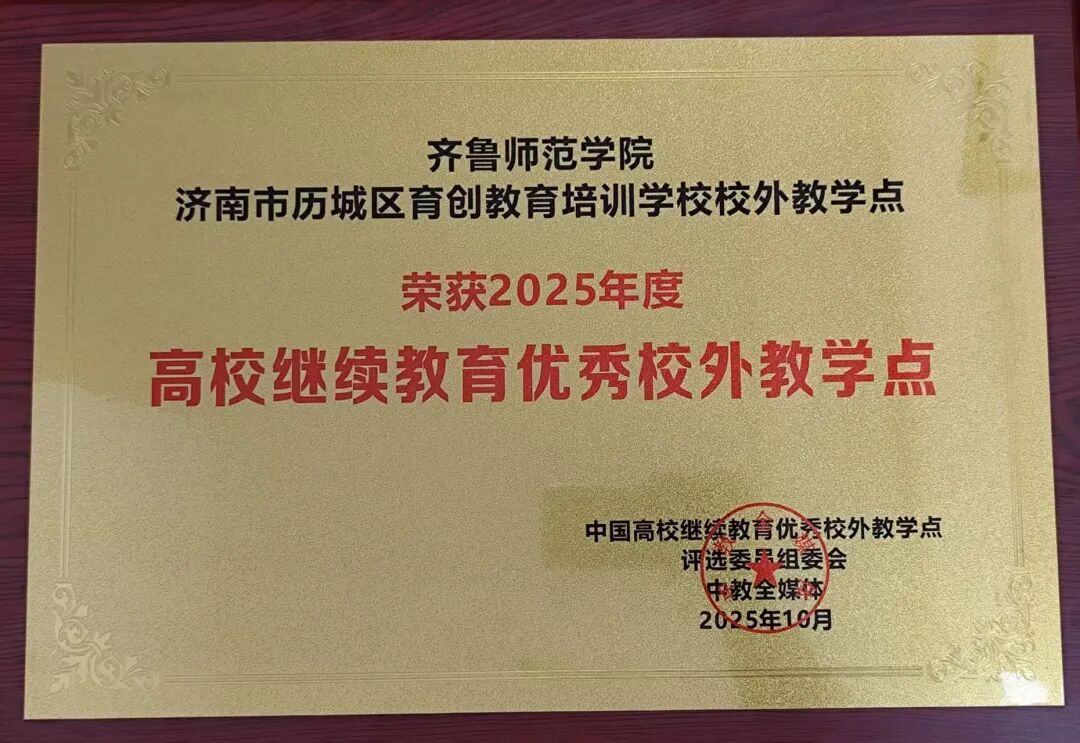 齐鲁师范学院
济南市历城区育创教育培训学校校外教学点
荣获2025年度
高校继续教育优秀校外教学点
中国高校继续教育优秀校外教学点
评选委员组委会
中教全媒体
2025年10月